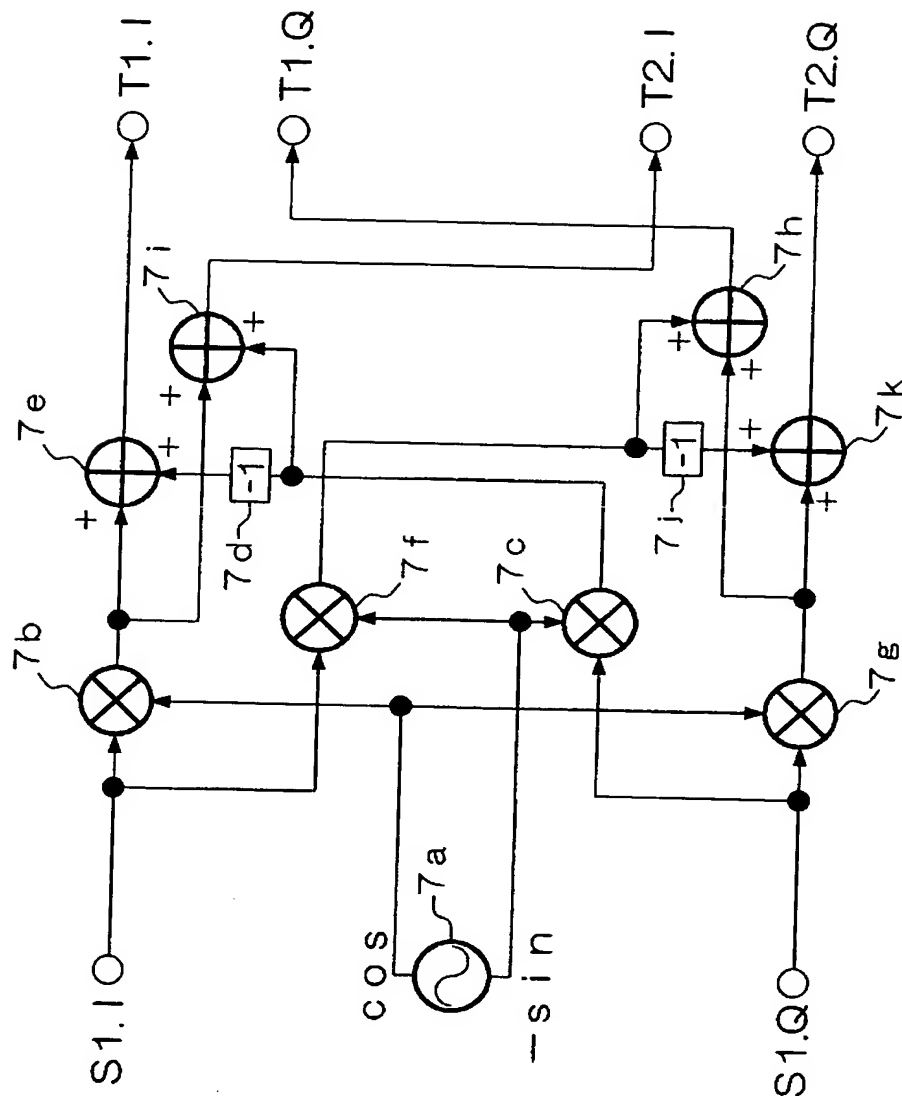 S1.I
cos
7a
-sin
S1.Q
7b
7f
7c
7g
7d
-1
7j
-1
7e
+
+
7i
+
+
7h
+
+
7k
+
+
T1.I
T1.Q
T2.I
T2.Q